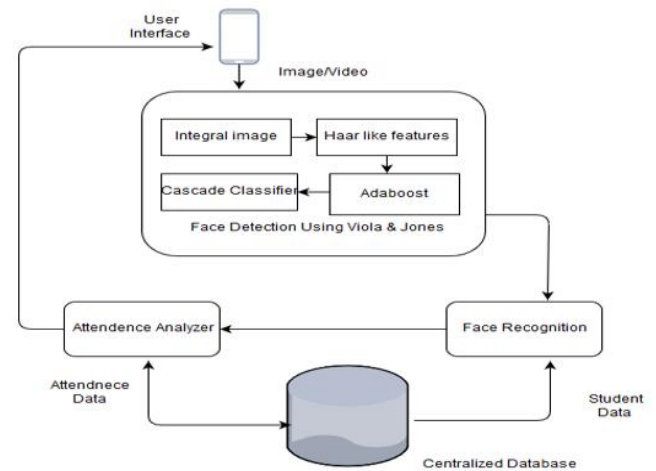 User
Interface
Image/Video
Integral image
Haar like features
Cascade Classifier
Adaboost
Face Detection Using Viola & Jones
Attendence Analyzer
Face Recognition
Attendnece
Data
Student
Data
Centralized Database